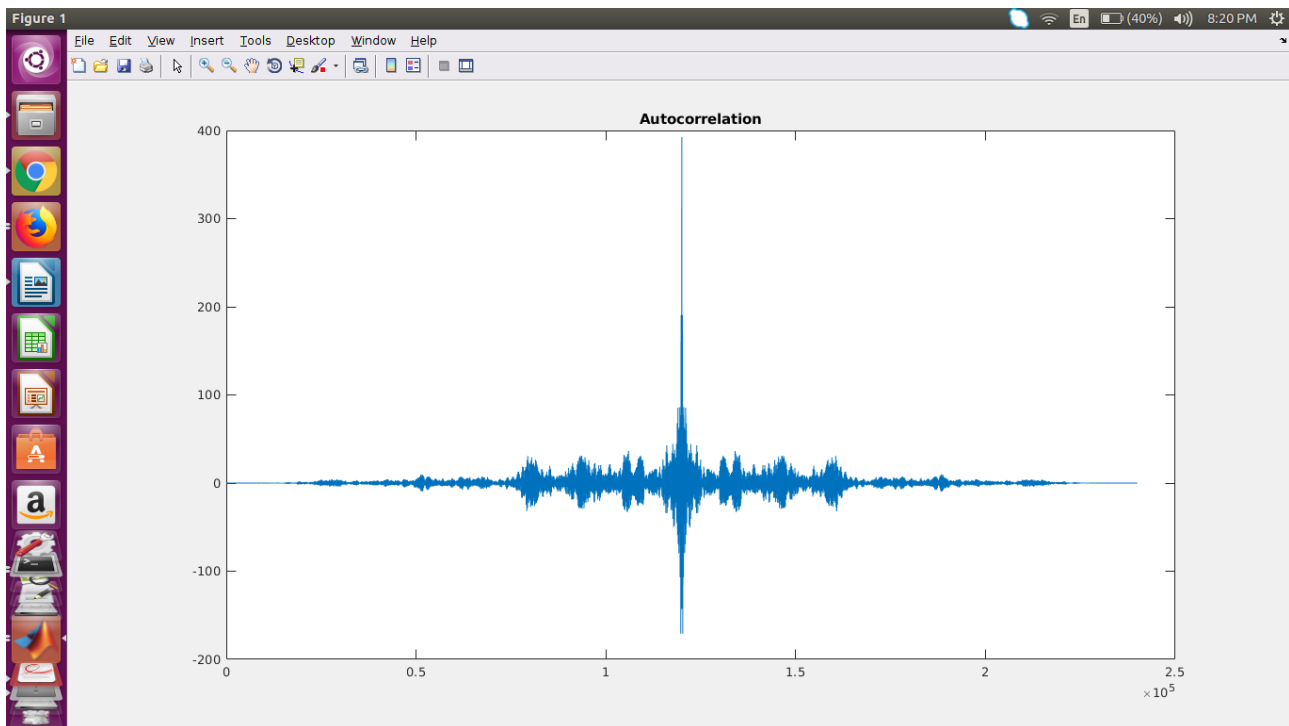 Figure 1
En (40%) 8:20 PM
File Edit View Insert Tools Desktop Window Help
Autocorrelation
400
300
200
100
0
-100
-200
0 0.5 1 1.5 2 2.5
×10⁵